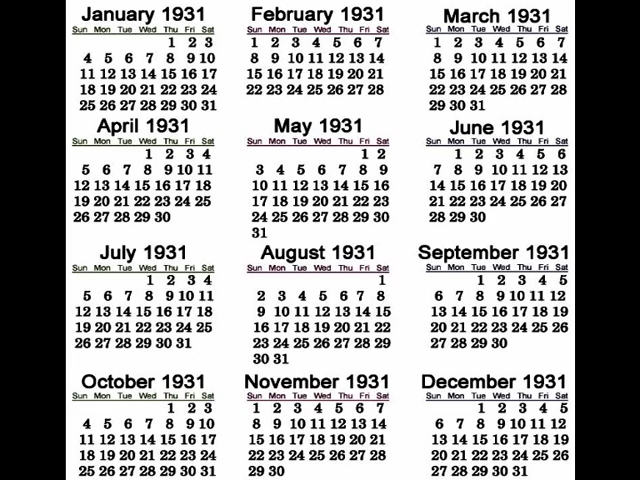 January 1931
Sun Mon Tue Wed Thu Fri Sat
1 2 3
4 5 6 7 8 9 10
11 12 13 14 15 16 17
18 19 20 21 22 23 24
25 26 27 28 29 30 31
February 1931
Sun Mon Tue Wed Thu Fri Sat
1 2 3 4 5 6 7
8 9 10 11 12 13 14
15 16 17 18 19 20 21
22 23 24 25 26 27 28
March 1931
Sun Mon Tue Wed Thu Fri Sat
1 2 3 4 5 6 7
8 9 10 11 12 13 14
15 16 17 18 19 20 21
22 23 24 25 26 27 28
29 30 31
April 1931
Sun Mon Tue Wed Thu Fri Sat
1 2 3 4
5 6 7 8 9 10 11
12 13 14 15 16 17 18
19 20 21 22 23 24 25
26 27 28 29 30
May 1931
Sun Mon Tue Wed Thu Fri Sat
1 2
3 4 5 6 7 8 9
10 11 12 13 14 15 16
17 18 19 20 21 22 23
24 25 26 27 28 29 30
31
June 1931
Sun Mon Tue Wed Thu Fri Sat
1 2 3 4 5 6
7 8 9 10 11 12 13
14 15 16 17 18 19 20
21 22 23 24 25 26 27
28 29 30
July 1931
Sun Mon Tue Wed Thu Fri Sat
1 2 3 4
5 6 7 8 9 10 11
12 13 14 15 16 17 18
19 20 21 22 23 24 25
26 27 28 29 30 31
August 1931
Sun Mon Tue Wed Thu Fri Sat
1
2 3 4 5 6 7 8
9 10 11 12 13 14 15
16 17 18 19 20 21 22
23 24 25 26 27 28 29
30 31
September 1931
Sun Mon Tue Wed Thu Fri Sat
1 2 3 4 5
6 7 8 9 10 11 12
13 14 15 16 17 18 19
20 21 22 23 24 25 26
27 28 29 30
October 1931
Sun Mon Tue Wed Thu Fri Sat
1 2 3
4 5 6 7 8 9 10
11 12 13 14 15 16 17
18 19 20 21 22 23 24
25 26 27 28 29 30 31
November 1931
Sun Mon Tue Wed Thu Fri Sat
1 2 3 4 5 6 7
8 9 10 11 12 13 14
15 16 17 18 19 20 21
22 23 24 25 26 27 28
29 30
December 1931
Sun Mon Tue Wed Thu Fri Sat
1 2 3 4 5
6 7 8 9 10 11 12
13 14 15 16 17 18 19
20 21 22 23 24 25 26
27 28 29 30 31